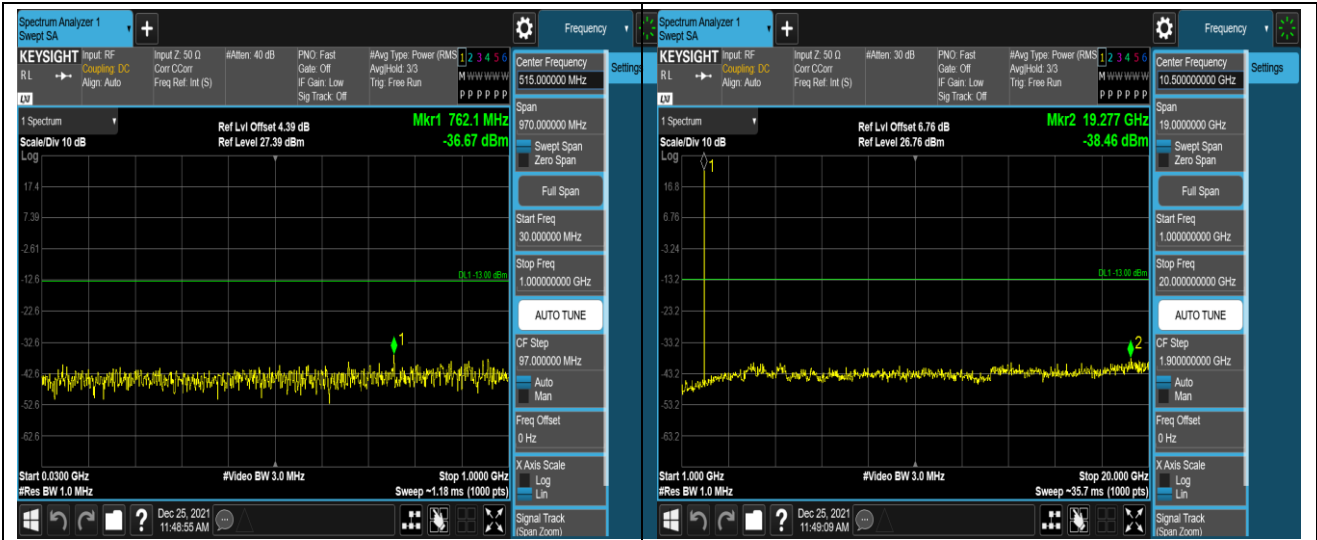 Spectrum Analyzer 1
Swept SA
+
Frequency
KEYSIGHT Input: RF
Coupling: DC
Align: Auto
Input Z: 50 Ω
Corr CCorr
Freq Ref: Int (S)
#Atten: 40 dB
PNO: Fast
Gate: Off
IF Gain: Low
Sig Track: Off
#Avg Type: Power (RMS
Avg|Hold: 3/3
Trig: Free Run
1 2 3 4 5 6
M W W W W W
P P P P P P
RL
LXI
Center Frequency
515.000000 MHz
Settings
Span
970.000000 MHz
Swept Span
Zero Span
Full Span
Start Freq
30.000000 MHz
Stop Freq
1.000000000 GHz
AUTO TUNE
CF Step
97.000000 MHz
Auto
Man
Freq Offset
0 Hz
X Axis Scale
Log
Lin
Signal Track
(Span Zoom)
1 Spectrum
Scale/Div 10 dB
Log
Ref Lvl Offset 4.39 dB
Ref Level 27.39 dBm
Mkr1 762.1 MHz
-36.67 dBm
17.4
7.39
-2.61
-12.6
-22.6
-32.6
-42.6
-52.6
-62.6
DL1 -13.00 dBm
1
Start 0.0300 GHz
#Res BW 1.0 MHz
#Video BW 3.0 MHz
Stop 1.0000 GHz
Sweep ~1.18 ms (1000 pts)
?
Dec 25, 2021
11:48:55 AM
Spectrum Analyzer 1
Swept SA
+
Frequency
KEYSIGHT Input: RF
Coupling: DC
Align: Auto
Input Z: 50 Ω
Corr CCorr
Freq Ref: Int (S)
#Atten: 30 dB
PNO: Fast
Gate: Off
IF Gain: Low
Sig Track: Off
#Avg Type: Power (RMS
Avg|Hold: 3/3
Trig: Free Run
1 2 3 4 5 6
M W W W W W
P P P P P P
RL
LXI
Center Frequency
10.500000000 GHz
Settings
Span
19.0000000 GHz
Swept Span
Zero Span
Full Span
Start Freq
1.000000000 GHz
Stop Freq
20.000000000 GHz
AUTO TUNE
CF Step
1.900000000 GHz
Auto
Man
Freq Offset
0 Hz
X Axis Scale
Log
Lin
Signal Track
(Span Zoom)
1 Spectrum
Scale/Div 10 dB
Log
Ref Lvl Offset 6.76 dB
Ref Level 26.76 dBm
Mkr2 19.277 GHz
-38.46 dBm
1
16.8
6.76
-3.24
-13.2
-23.2
-33.2
-43.2
-53.2
-63.2
DL1 -13.00 dBm
2
Start 1.000 GHz
#Res BW 1.0 MHz
#Video BW 3.0 MHz
Stop 20.000 GHz
Sweep ~35.7 ms (1000 pts)
?
Dec 25, 2021
11:49:09 AM